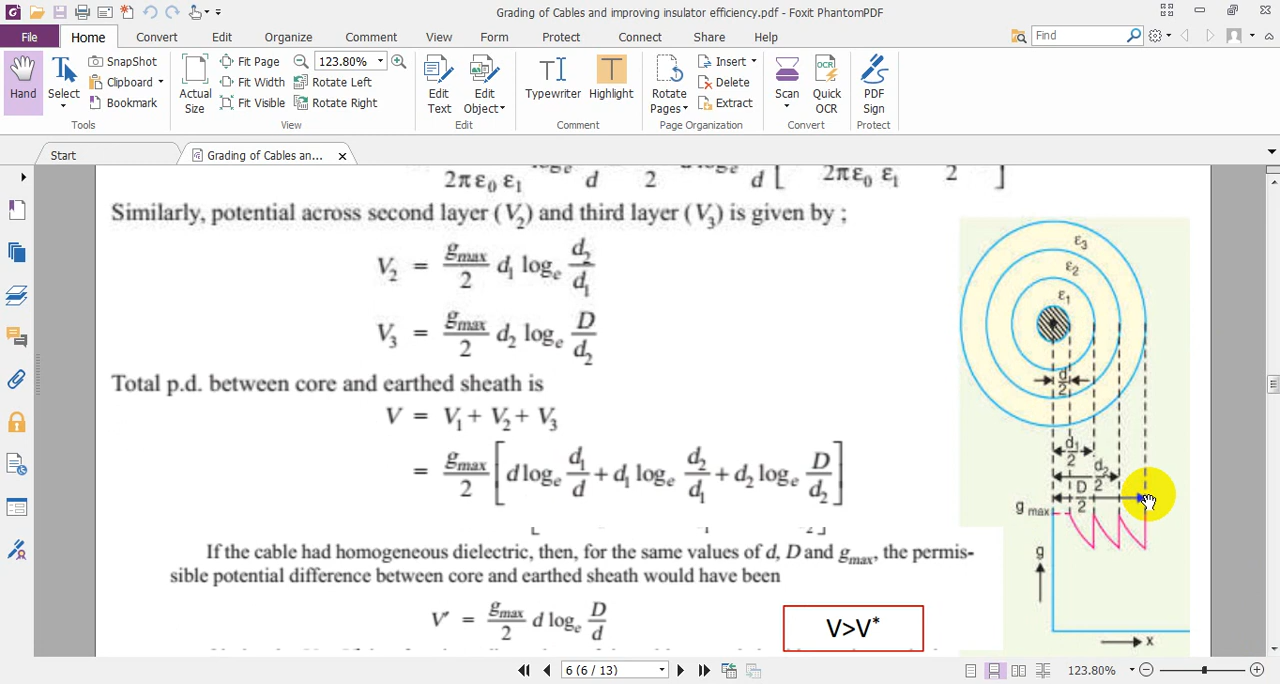 Grading of Cables and improving insulator efficiency.pdf - Foxit PhantomPDF
File Home Convert Edit Organize Comment View Form Protect Connect Share Help Find
Hand
Select
SnapShot
Clipboard
Bookmark
Tools
Actual Size
Fit Page
Fit Width
Fit Visible
123.80%
Rotate Left
Rotate Right
View
Edit Text
Edit Object
Edit
Typewriter
Highlight
Comment
Rotate Pages
Insert
Delete
Extract
Page Organization
Scan
Quick OCR
Convert
PDF Sign
Protect
Start
Grading of Cables an...
2πε₀ ε₁ d 2 d [ 2πε₀ ε₁ 2 ]
Similarly, potential across second layer (V₂) and third layer (V₃) is given by ;
V₂ = gmax/2 d₁ logₑ d₂/d₁
V₃ = gmax/2 d₂ logₑ D/d₂
Total p.d. between core and earthed sheath is
V = V₁ + V₂ + V₃
= gmax/2 [d logₑ d₁/d + d₁ logₑ d₂/d₁ + d₂ logₑ D/d₂]
If the cable had homogeneous dielectric, then, for the same values of d, D and gmax, the permis-
sible potential difference between core and earthed sheath would have been
V' = gmax/2 d logₑ D/d
V>V*
ε₃
ε₂
ε₁
d/2
d₁/2
d₂/2
D/2
g max
g
x
6 (6 / 13)
123.80%